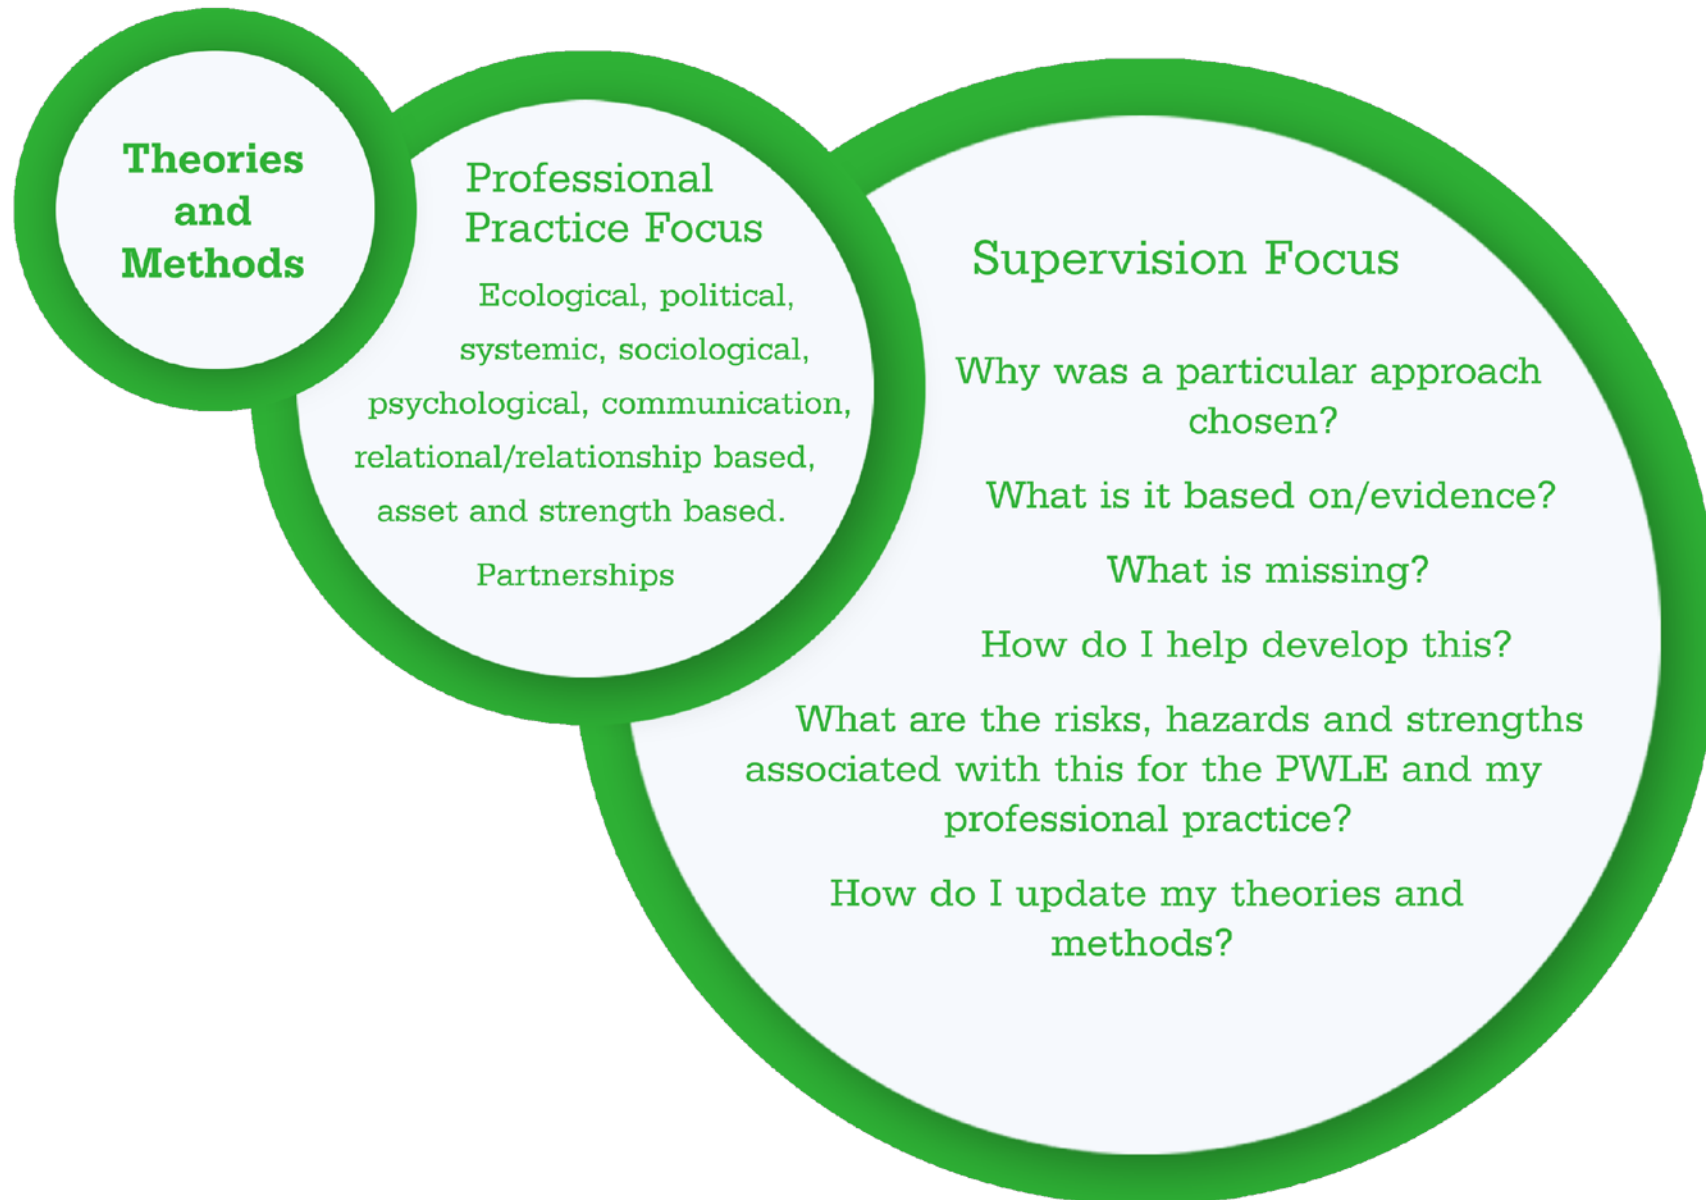 Theories
and
Methods
Professional
Practice Focus
Ecological, political,
systemic, sociological,
psychological, communication,
relational/relationship based,
asset and strength based.
Partnerships
Supervision Focus
Why was a particular approach
chosen?
What is it based on/evidence?
What is missing?
How do I help develop this?
What are the risks, hazards and strengths
associated with this for the PWLE and my
professional practice?
How do I update my theories and
methods?